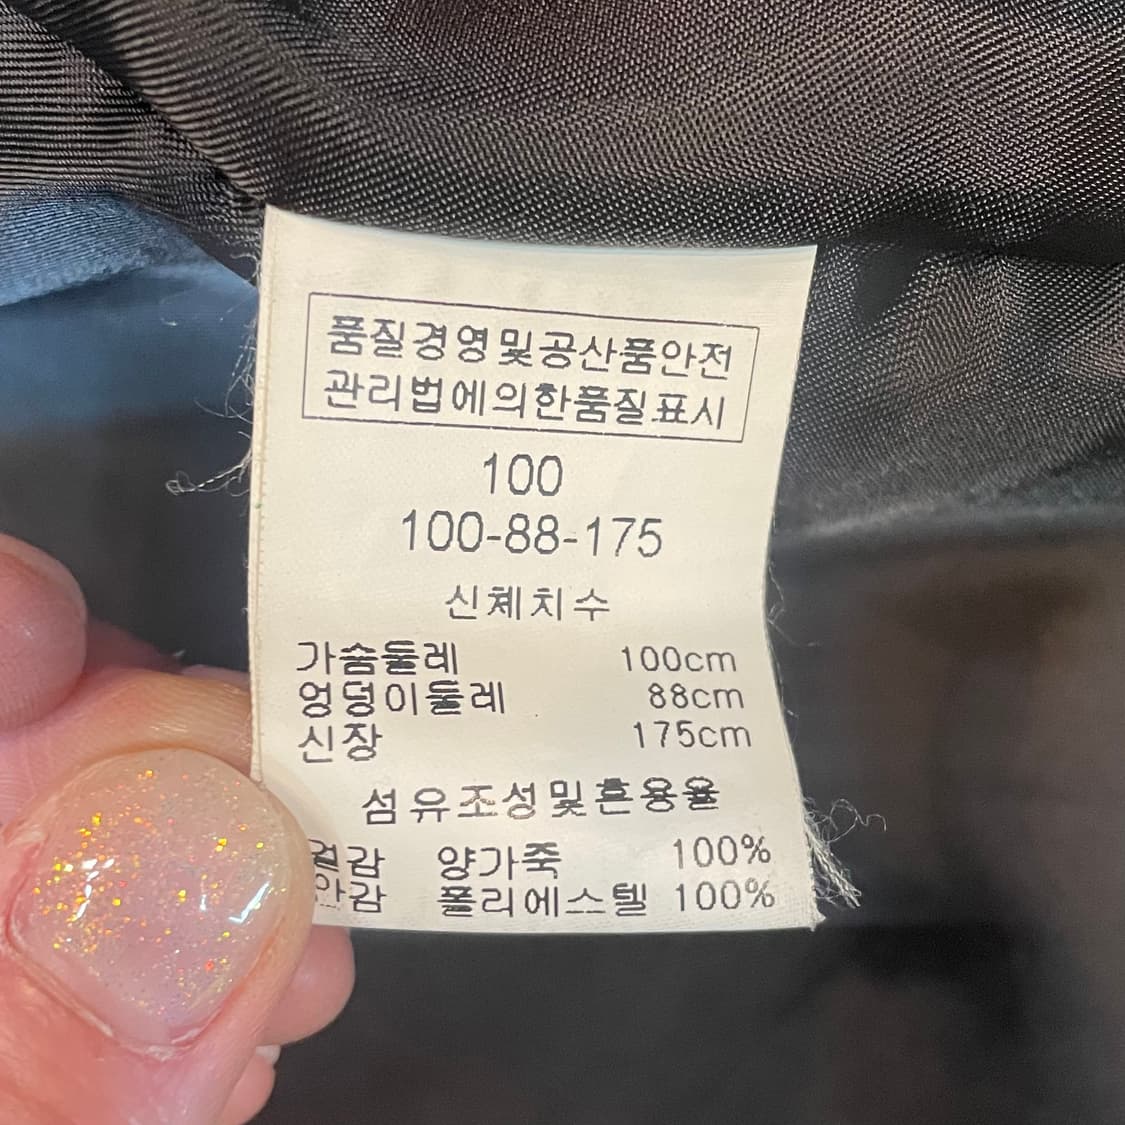 품질경영및공산품안전
관리법에의한품질표시
100
100-88-175
신체치수
가슴둘레 100cm
엉덩이둘레 88cm
신장 175cm
섬유조성및혼용율
겉감 양가죽 100%
안감 폴리에스텔 100%